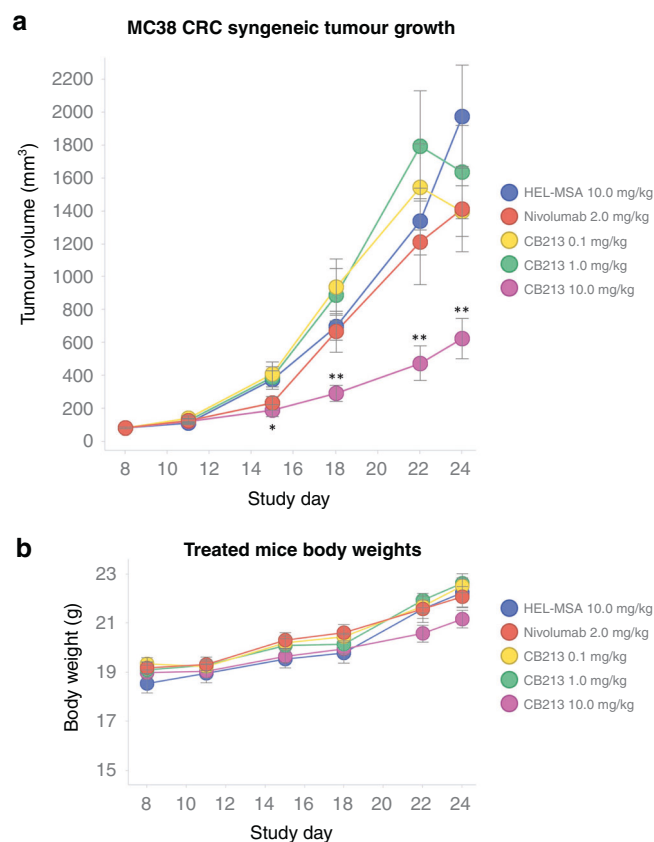 a
MC38 CRC syngeneic tumour growth
2200
2000
1800
1600
1400
1200
1000
800
600
400
200
0
Tumour volume (mm³)
**
**
**
*
8 10 11 14 16 18 20 22 24
Study day
HEL-MSA 10.0 mg/kg
Nivolumab 2.0 mg/kg
CB213 0.1 mg/kg
CB213 1.0 mg/kg
CB213 10.0 mg/kg
b
Treated mice body weights
23
21
19
17
15
Body weight (g)
8 10 11 14 15 18 20 22 24
Study day
HEL-MSA 10.0 mg/kg
Nivolumab 2.0 mg/kg
CB213 0.1 mg/kg
CB213 1.0 mg/kg
CB213 10.0 mg/kg